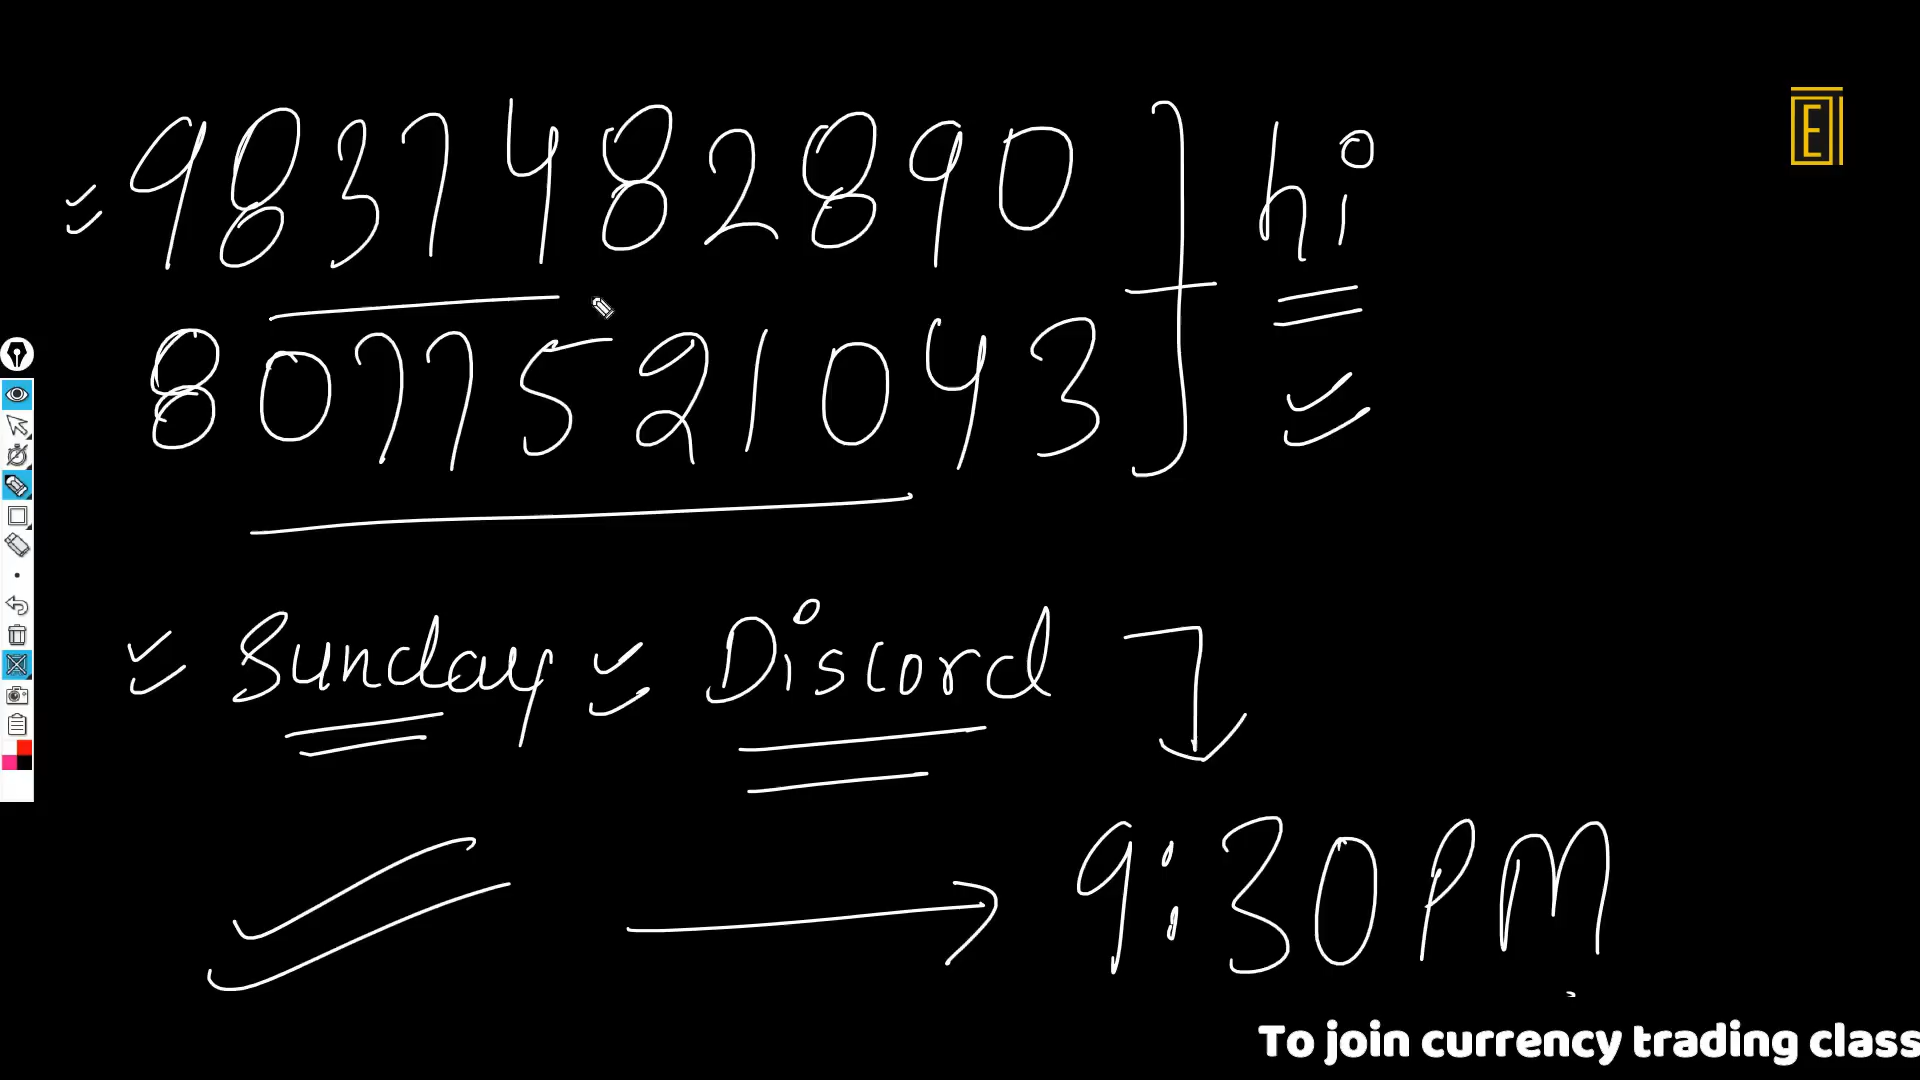 9837482890 hi
8077521043
Sunday Discord
9:30PM
E
To join currency trading class